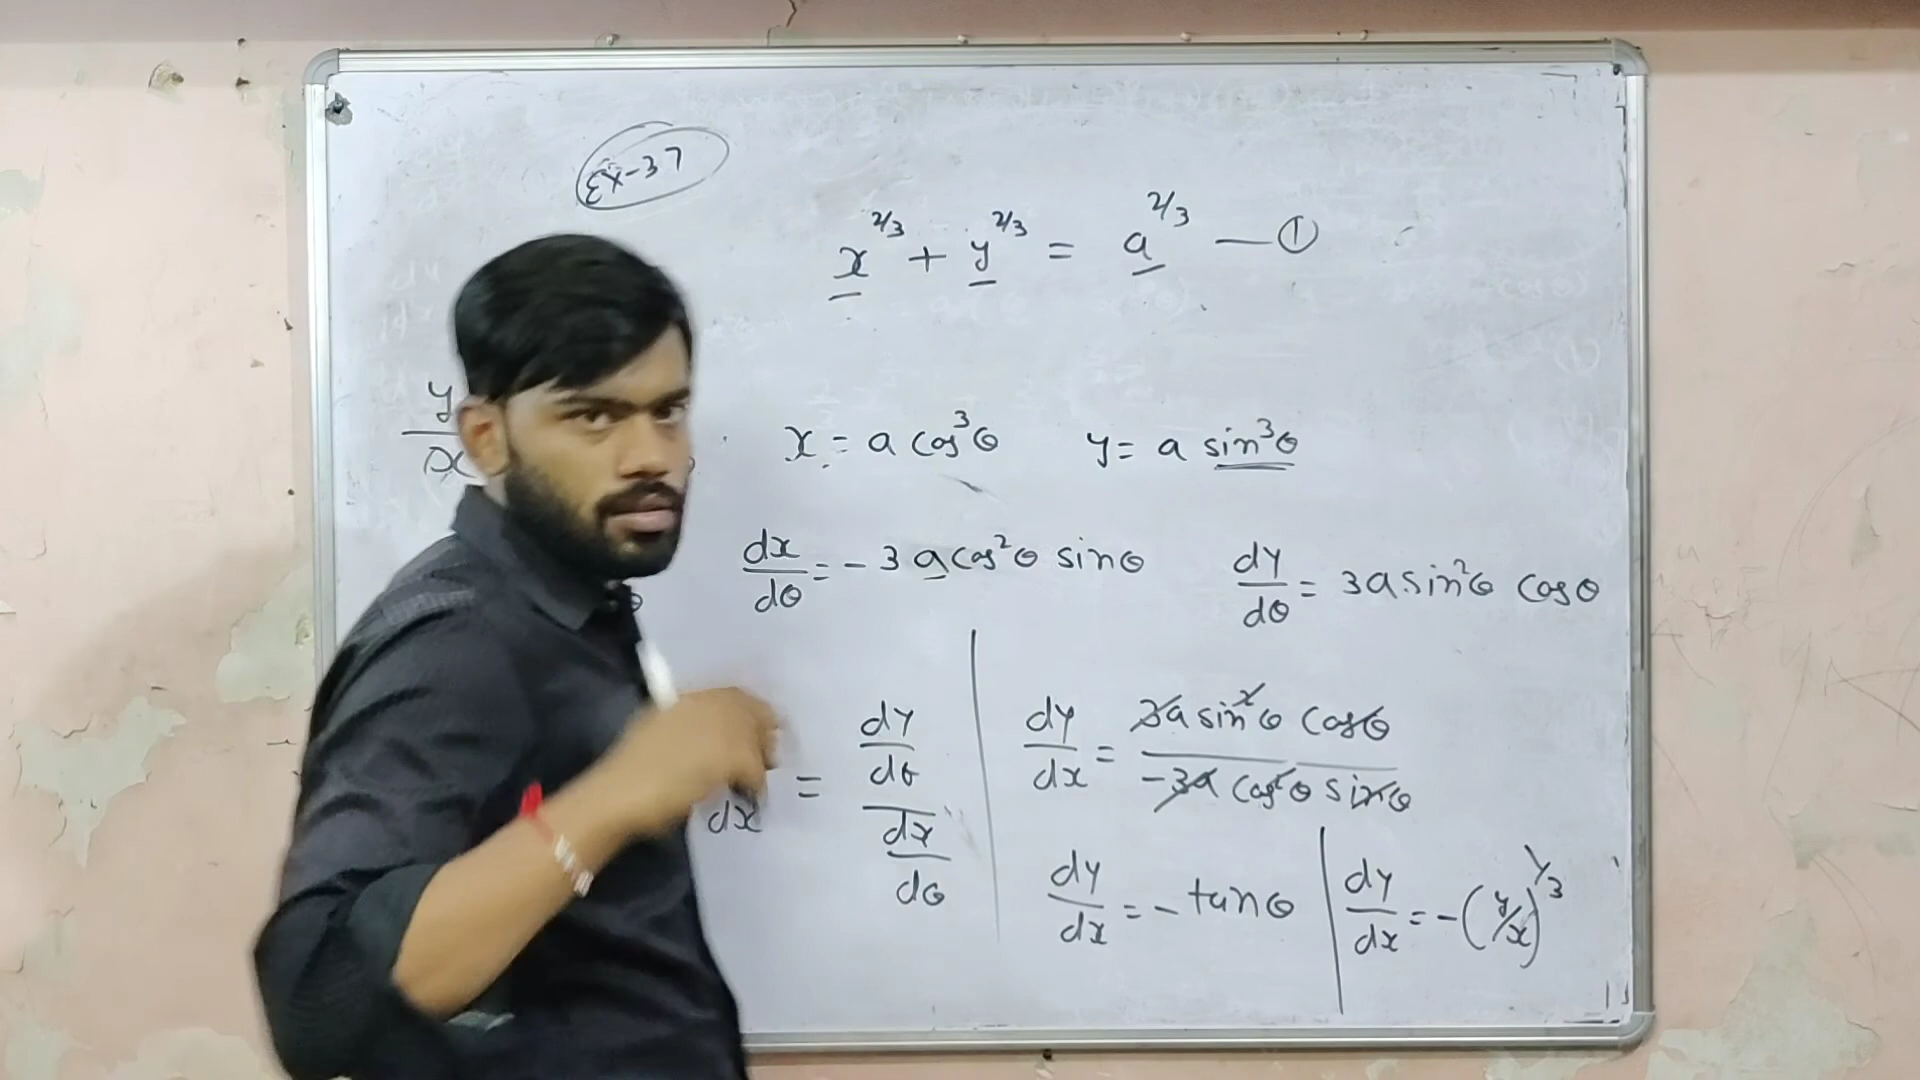 Ex-37
x^2/3 + y^2/3 = a^2/3 — ①
y
x
x = a cos³θ y = a sin³θ
dx/dθ = -3 a cos²θ sinθ dy/dθ = 3a sin²θ cosθ
θ
dx = dy/dθ / dx/dθ
dy/dx = 3a sin²θ cosθ / -3a cos²θ sinθ
dy/dx = - tanθ dy/dx = -(y/x)^1/3